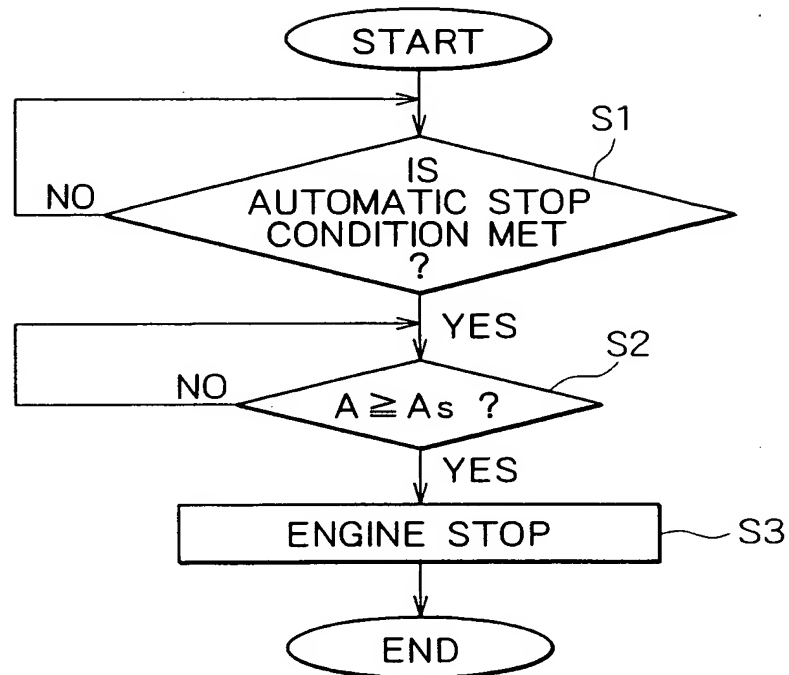 START
S1
IS
AUTOMATIC STOP
CONDITION MET
?
NO
YES
S2
A ≧ As ?
NO
YES
ENGINE STOP
S3
END